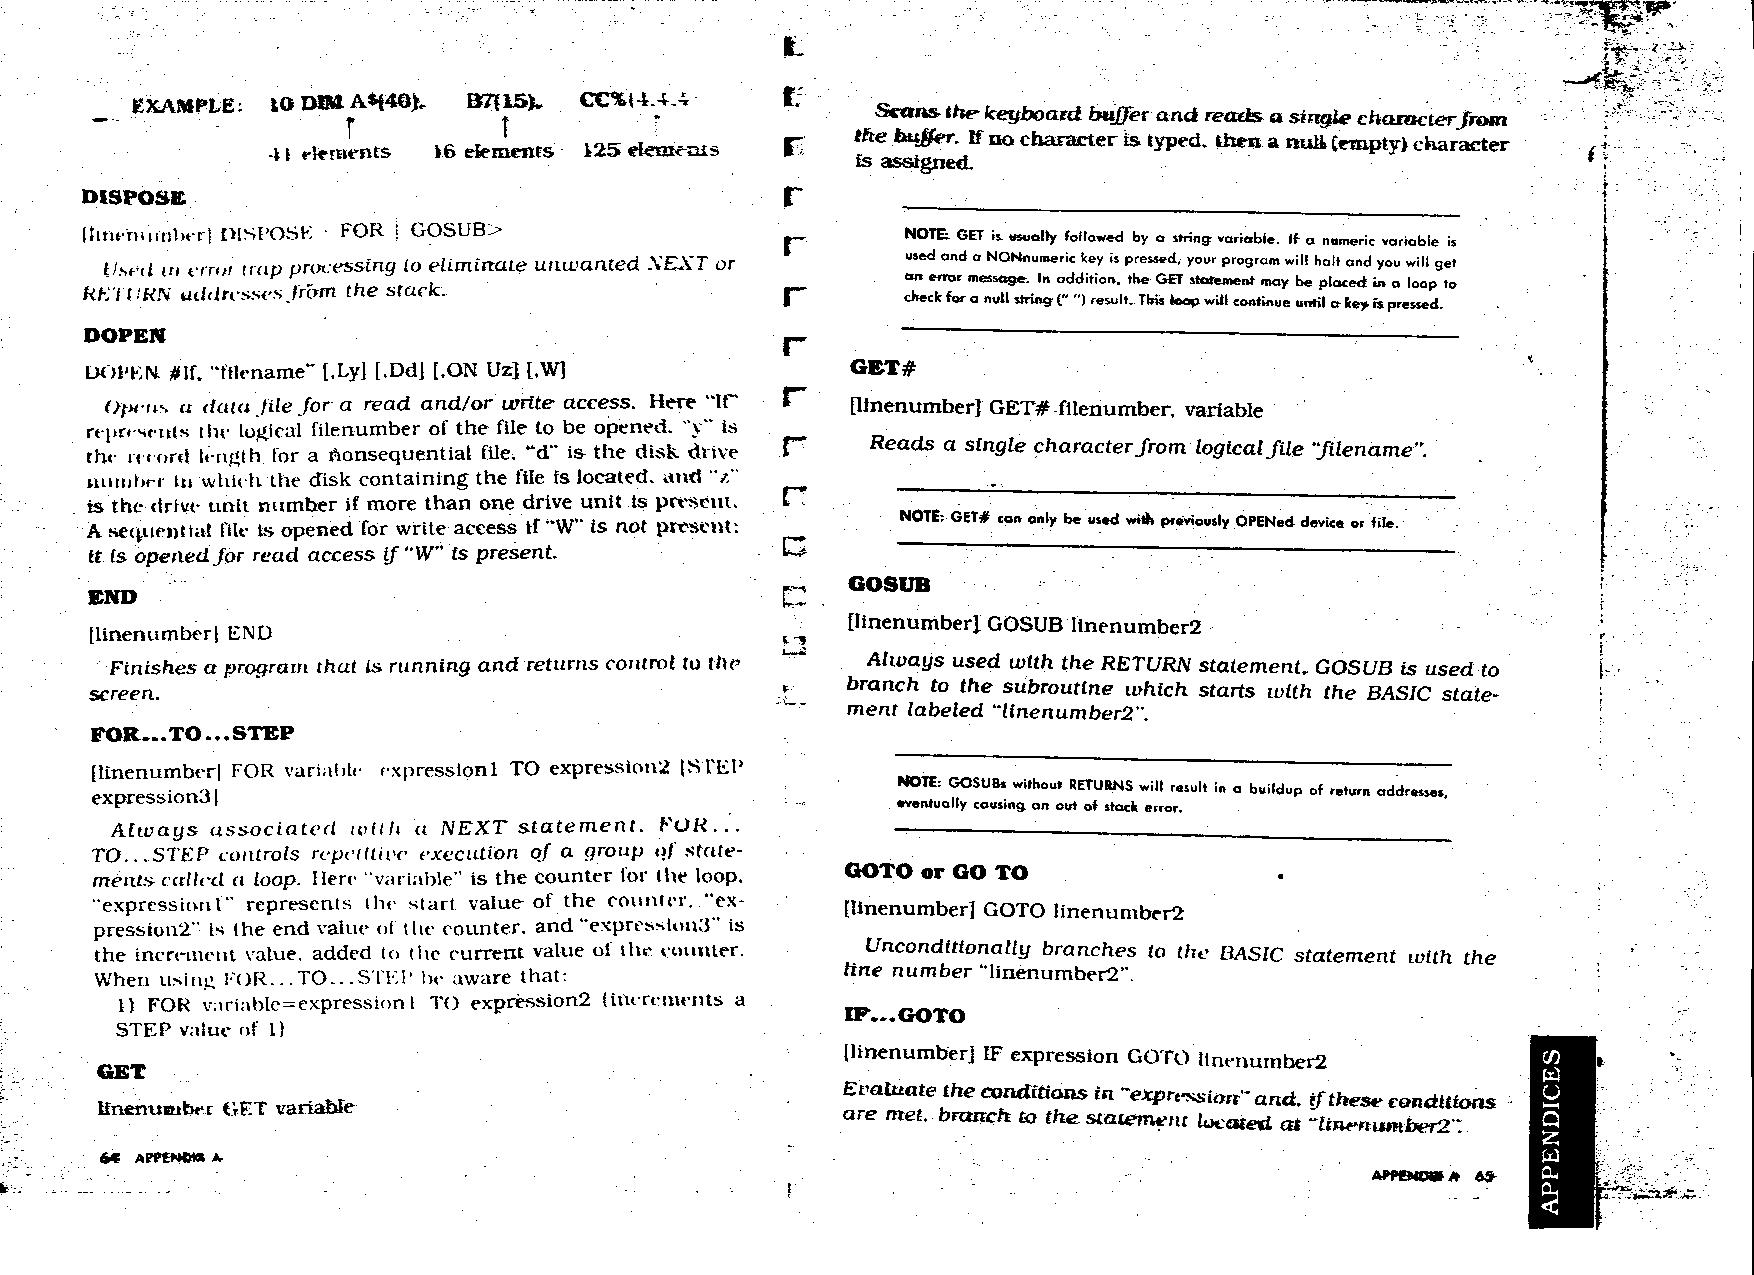 EXAMPLE: 10 DIM A$(40), B7(15), CC%(4,4,4
41 elements 16 elements 125 elements
DISPOSE
[linenumber] DISPOSE FOR | GOSUB>
Used in error trap processing to eliminate unwanted NEXT or
RETURN addresses from the stack.
DOPEN
DOPEN #lf, "filename" [,Ly] [,Dd] [,ON Uz] [,W]
Opens a data file for a read and/or write access. Here "lf"
represents the logical filenumber of the file to be opened, "y" is
the record length for a nonsequential file, "d" is the disk drive
number in which the disk containing the file is located, and "z"
is the drive unit number if more than one drive unit is present.
A sequential file is opened for write access if "W" is not present;
it is opened for read access if "W" is present.
END
[linenumber] END
Finishes a program that is running and returns control to the
screen.
FOR...TO...STEP
[linenumber] FOR variable expression1 TO expression2 [STEP
expression3]
Always associated with a NEXT statement, FOR...
TO...STEP controls repetitive execution of a group of state-
ments called a loop. Here "variable" is the counter for the loop,
"expression1" represents the start value of the counter, "ex-
pression2" is the end value of the counter, and "expression3" is
the increment value, added to the current value of the counter.
When using FOR...TO...STEP be aware that:
1) FOR variable=expression1 TO expression2 (increments a
STEP value of 1)
GET
linenumber GET variable
64 APPENDIX A
Scans the keyboard buffer and reads a single character from
the buffer. If no character is typed, then a null (empty) character
is assigned.
NOTE: GET is usually followed by a string variable. If a numeric variable is
used and a NONnumeric key is pressed, your program will halt and you will get
an error message. In addition, the GET statement may be placed in a loop to
check for a null string (" ") result. This loop will continue until a key is pressed.
GET#
[linenumber] GET# filenumber, variable
Reads a single character from logical file "filename".
NOTE: GET# can only be used with previously OPENed device or file.
GOSUB
[linenumber] GOSUB linenumber2
Always used with the RETURN statement, GOSUB is used to
branch to the subroutine which starts with the BASIC state-
ment labeled "linenumber2".
NOTE: GOSUBs without RETURNS will result in a buildup of return addresses,
eventually causing an out of stack error.
GOTO or GO TO
[linenumber] GOTO linenumber2
Unconditionally branches to the BASIC statement with the
line number "linenumber2".
IF...GOTO
[linenumber] IF expression GOTO linenumber2
Evaluate the conditions in "expression" and, if these conditions
are met, branch to the statement located at "linenumber2".
APPENDIX A 65
APPENDICES